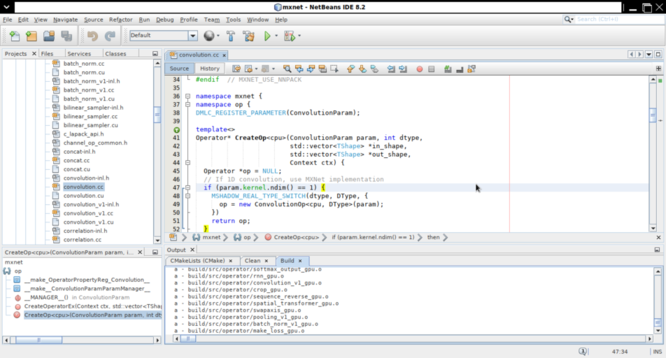 mxnet - NetBeans IDE 8.2
File Edit View Navigate Source Refactor Run Debug Profile Team Tools Window Help
Search (Ctrl+I)
Default
Projects Files Services Classes
batch_norm.cc
batch_norm.cu
batch_norm_v1-inl.h
batch_norm_v1.cc
batch_norm_v1.cu
bilinear_sampler-inl.h
bilinear_sampler.cc
bilinear_sampler.cu
c_lapack_api.h
channel_op_common.h
concat-inl.h
concat.cc
concat.cu
convolution-inl.h
convolution.cc
convolution.cu
convolution_v1-inl.h
convolution_v1.cc
convolution_v1.cu
correlation-inl.h
correlation.cc
convolution.cc
Source History
34 #endif // MXNET_USE_NNPACK
35
36 namespace mxnet {
37 namespace op {
38 DMLC_REGISTER_PARAMETER(ConvolutionParam);
39
template<>
41 Operator* CreateOp<cpu>(ConvolutionParam param, int dtype,
42 std::vector<TShape> *in_shape,
43 std::vector<TShape> *out_shape,
44 Context ctx) {
45 Operator *op = NULL;
46 // If 1D convolution, use MXNet implementation
47 if (param.kernel.ndim() == 1) {
48 MSHADOW_REAL_TYPE_SWITCH(dtype, DType, {
49 op = new ConvolutionOp<cpu, DType>(param);
50 })
51 return op;
52 }
mxnet op CreateOp<cpu> if (param.kernel.ndim() == 1) then
CreateOp<cpu>(ConvolutionParam param, i...
mxnet
op
__make_OperatorPropertyReg_Convolution__
__make__ConvolutionParamParamManager__
__MANAGER__() in ConvolutionParam
CreateOperatorEx(Context ctx, std::vector<TSha
CreateOp<cpu>(ConvolutionParam param, int dt
Output
CMakeLists (CMake) Clean Build
a - build/src/operator/softmax_output_gpu.o
a - build/src/operator/rnn_gpu.o
a - build/src/operator/convolution_v1_gpu.o
a - build/src/operator/crop_gpu.o
a - build/src/operator/sequence_reverse_gpu.o
a - build/src/operator/spatial_transformer_gpu.o
a - build/src/operator/swapaxis_gpu.o
a - build/src/operator/pooling_v1_gpu.o
a - build/src/operator/batch_norm_v1_gpu.o
a - build/src/operator/make_loss_gpu.o
47:34 INS